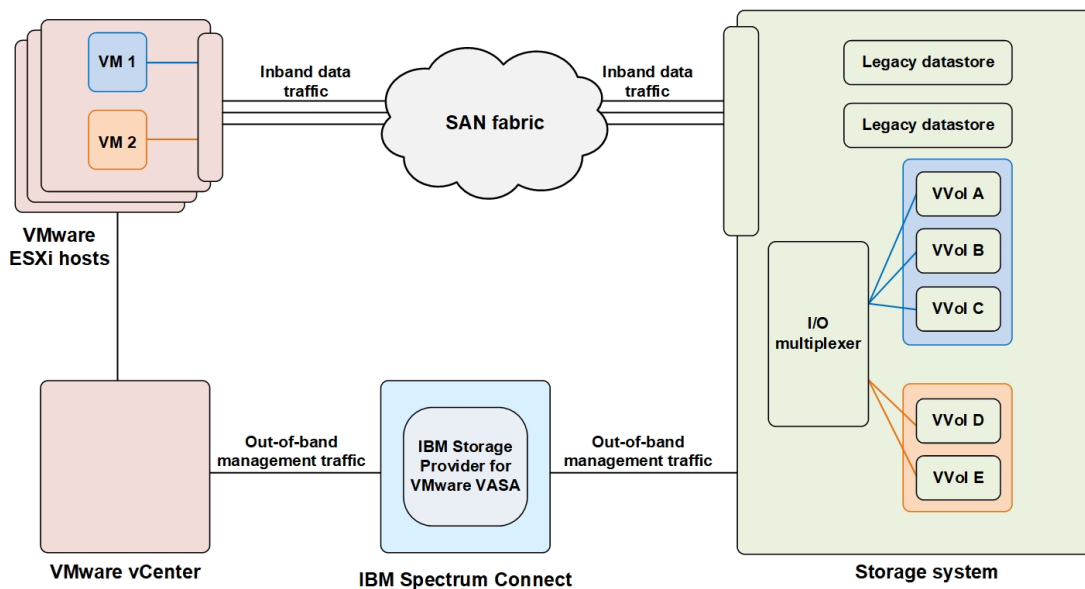 VM 1
VM 2
VMware
ESXi hosts
Inband data
traffic
SAN fabric
Inband data
traffic
Legacy datastore
Legacy datastore
VVol A
VVol B
VVol C
I/O
multiplexer
VVol D
VVol E
Out-of-band
management traffic
IBM Storage
Provider for
VMware VASA
Out-of-band
management traffic
VMware vCenter
IBM Spectrum Connect
Storage system